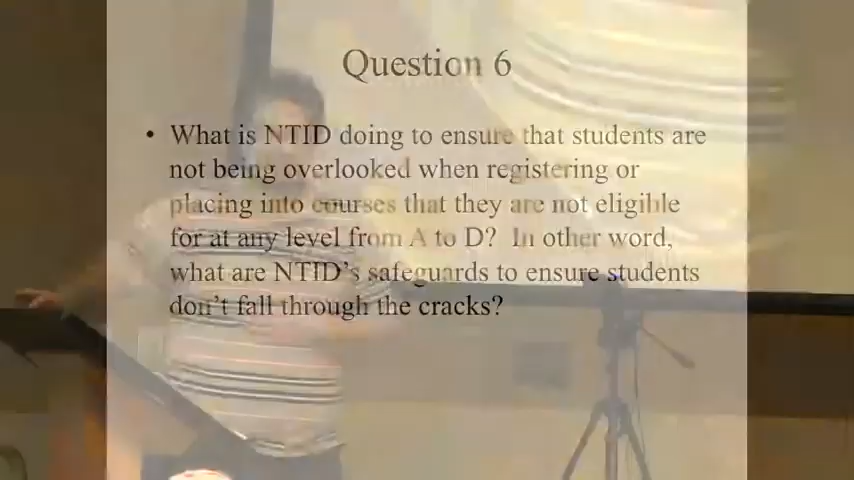 Question 6
• What is NTID doing to ensure that students are
not being overlooked when registering or
placing into courses that they are not eligible
for at any level from A to D?  In other word,
what are NTID's safeguards to ensure students
don't fall through the cracks?